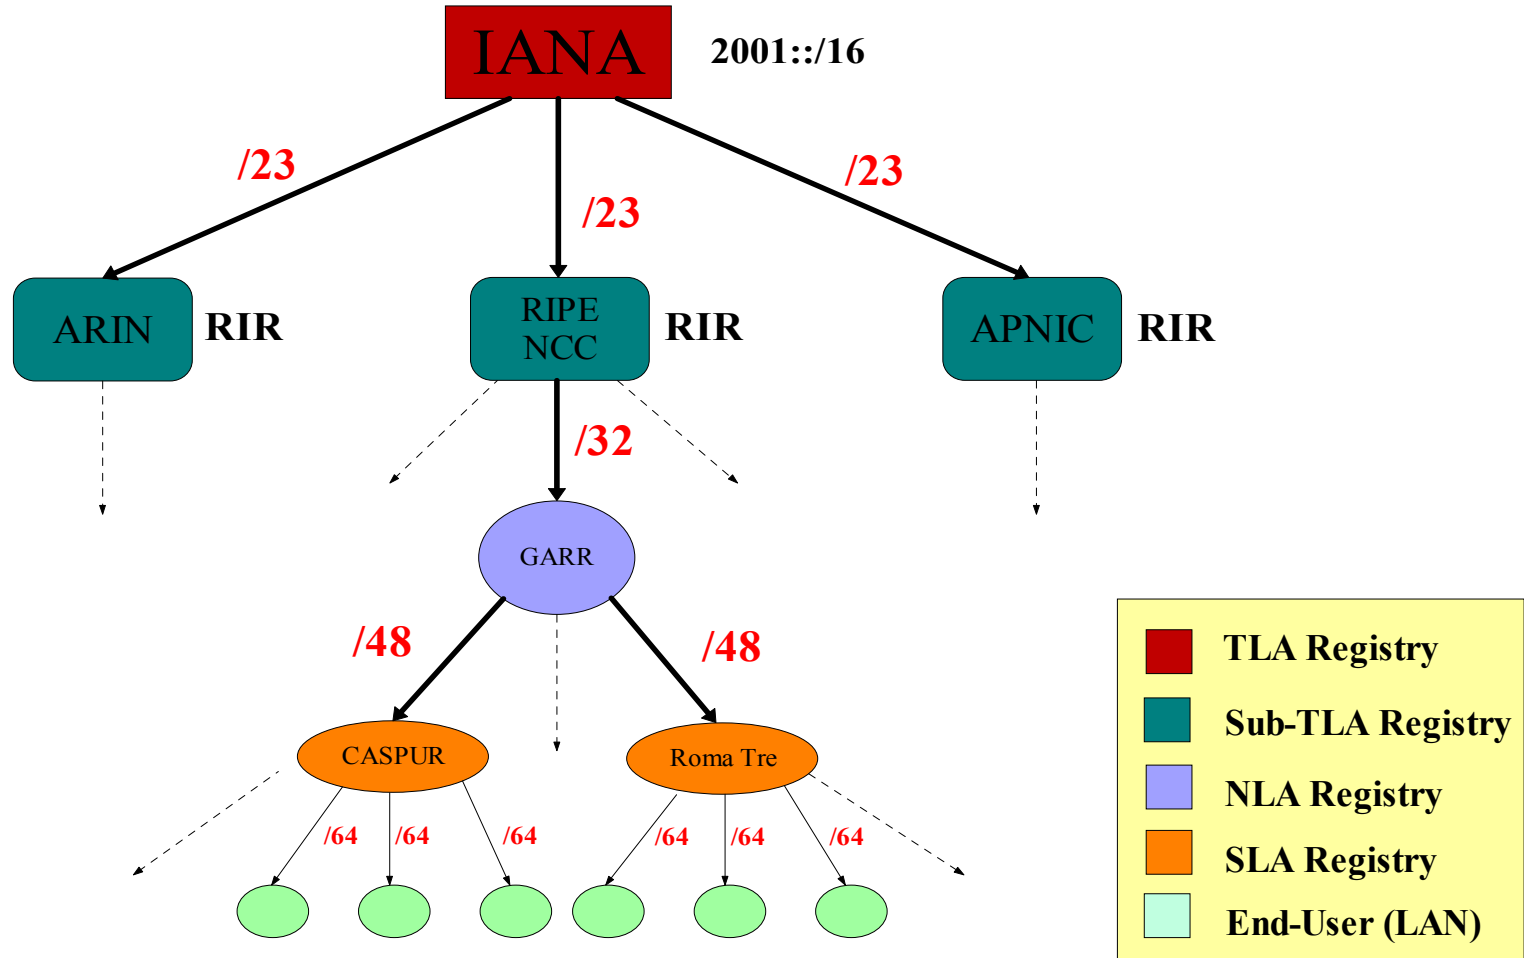 IANA
2001::/16
/23
/23
/23
ARIN
RIR
RIPE
NCC
RIR
APNIC
RIR
/32
GARR
/48
/48
CASPUR
Roma Tre
/64
/64
/64
/64
/64
/64
TLA Registry
Sub-TLA Registry
NLA Registry
SLA Registry
End-User (LAN)